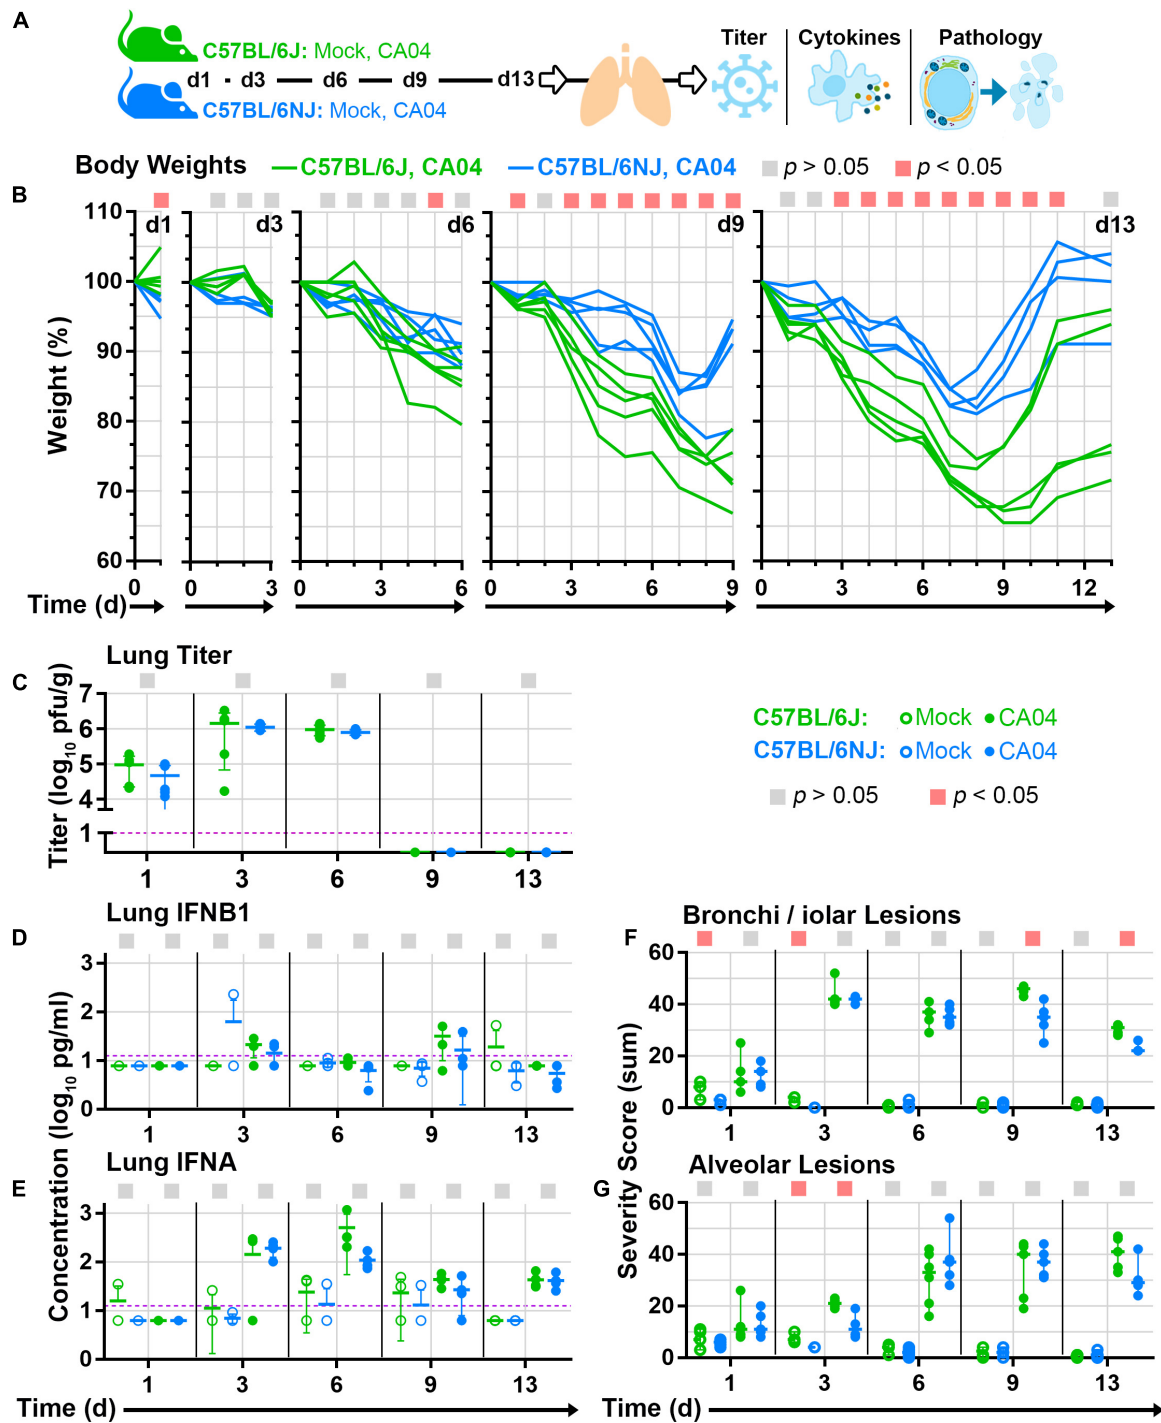 A
C57BL/6J: Mock, CA04
d1 d3 d6 d9 d13
C57BL/6NJ: Mock, CA04
Titer Cytokines Pathology
Body Weights C57BL/6J, CA04 C57BL/6NJ, CA04 p > 0.05 p < 0.05
B
Weight (%)
110
100
90
80
70
60
d1 d3 d6 d9 d13
0 0 3 0 3 6 0 3 6 9 0 3 6 9 12
Time (d)
C
Lung Titer
Titer (log10 pfu/g)
7
6
5
4
1
1 3 6 9 13
C57BL/6J: Mock CA04
C57BL/6NJ: Mock CA04
p > 0.05 p < 0.05
D
Lung IFNB1
Concentration (log10 pg/ml)
3
2
1
0
1 3 6 9 13
E
Lung IFNA
3
2
1
0
1 3 6 9 13
Time (d)
F
Bronchi / iolar Lesions
Severity Score (sum)
60
40
20
0
1 3 6 9 13
G
Alveolar Lesions
60
40
20
0
1 3 6 9 13
Time (d)